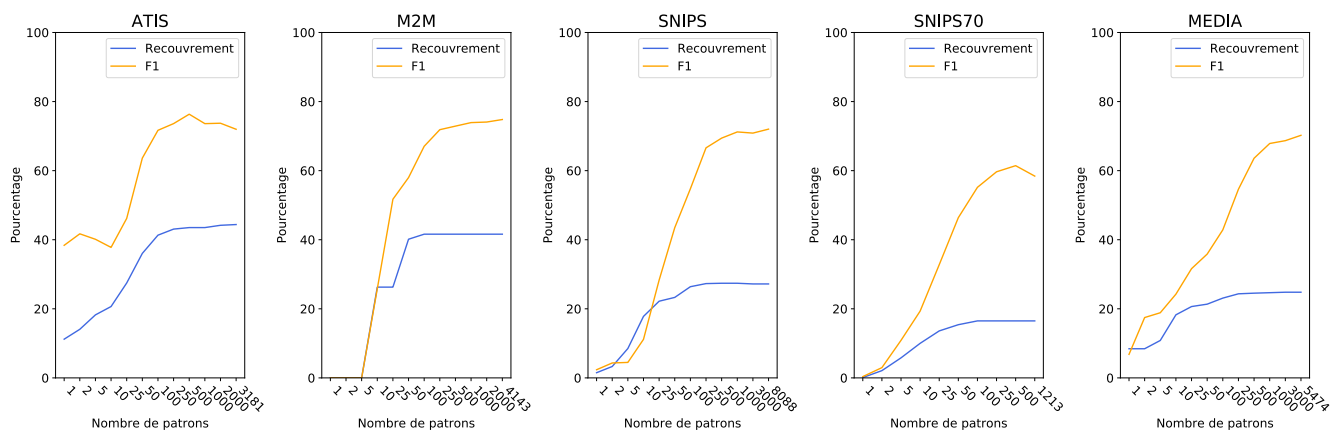 ATIS
Pourcentage
100
80
60
40
20
0
Recouvrement
F1
1 2 5 10 25 50 100 250 500 1000 2000 3181
Nombre de patrons
M2M
Pourcentage
100
80
60
40
20
0
Recouvrement
F1
1 2 5 10 25 50 100 250 500 1000 2000 4143
Nombre de patrons
SNIPS
Pourcentage
100
80
60
40
20
0
Recouvrement
F1
1 2 5 10 25 50 100 250 500 1000 3000 8088
Nombre de patrons
SNIPS70
Pourcentage
100
80
60
40
20
0
Recouvrement
F1
1 2 5 10 25 50 100 250 500 1213
Nombre de patrons
MEDIA
Pourcentage
100
80
60
40
20
0
Recouvrement
F1
1 2 5 10 25 50 100 250 500 1000 3000 5474
Nombre de patrons